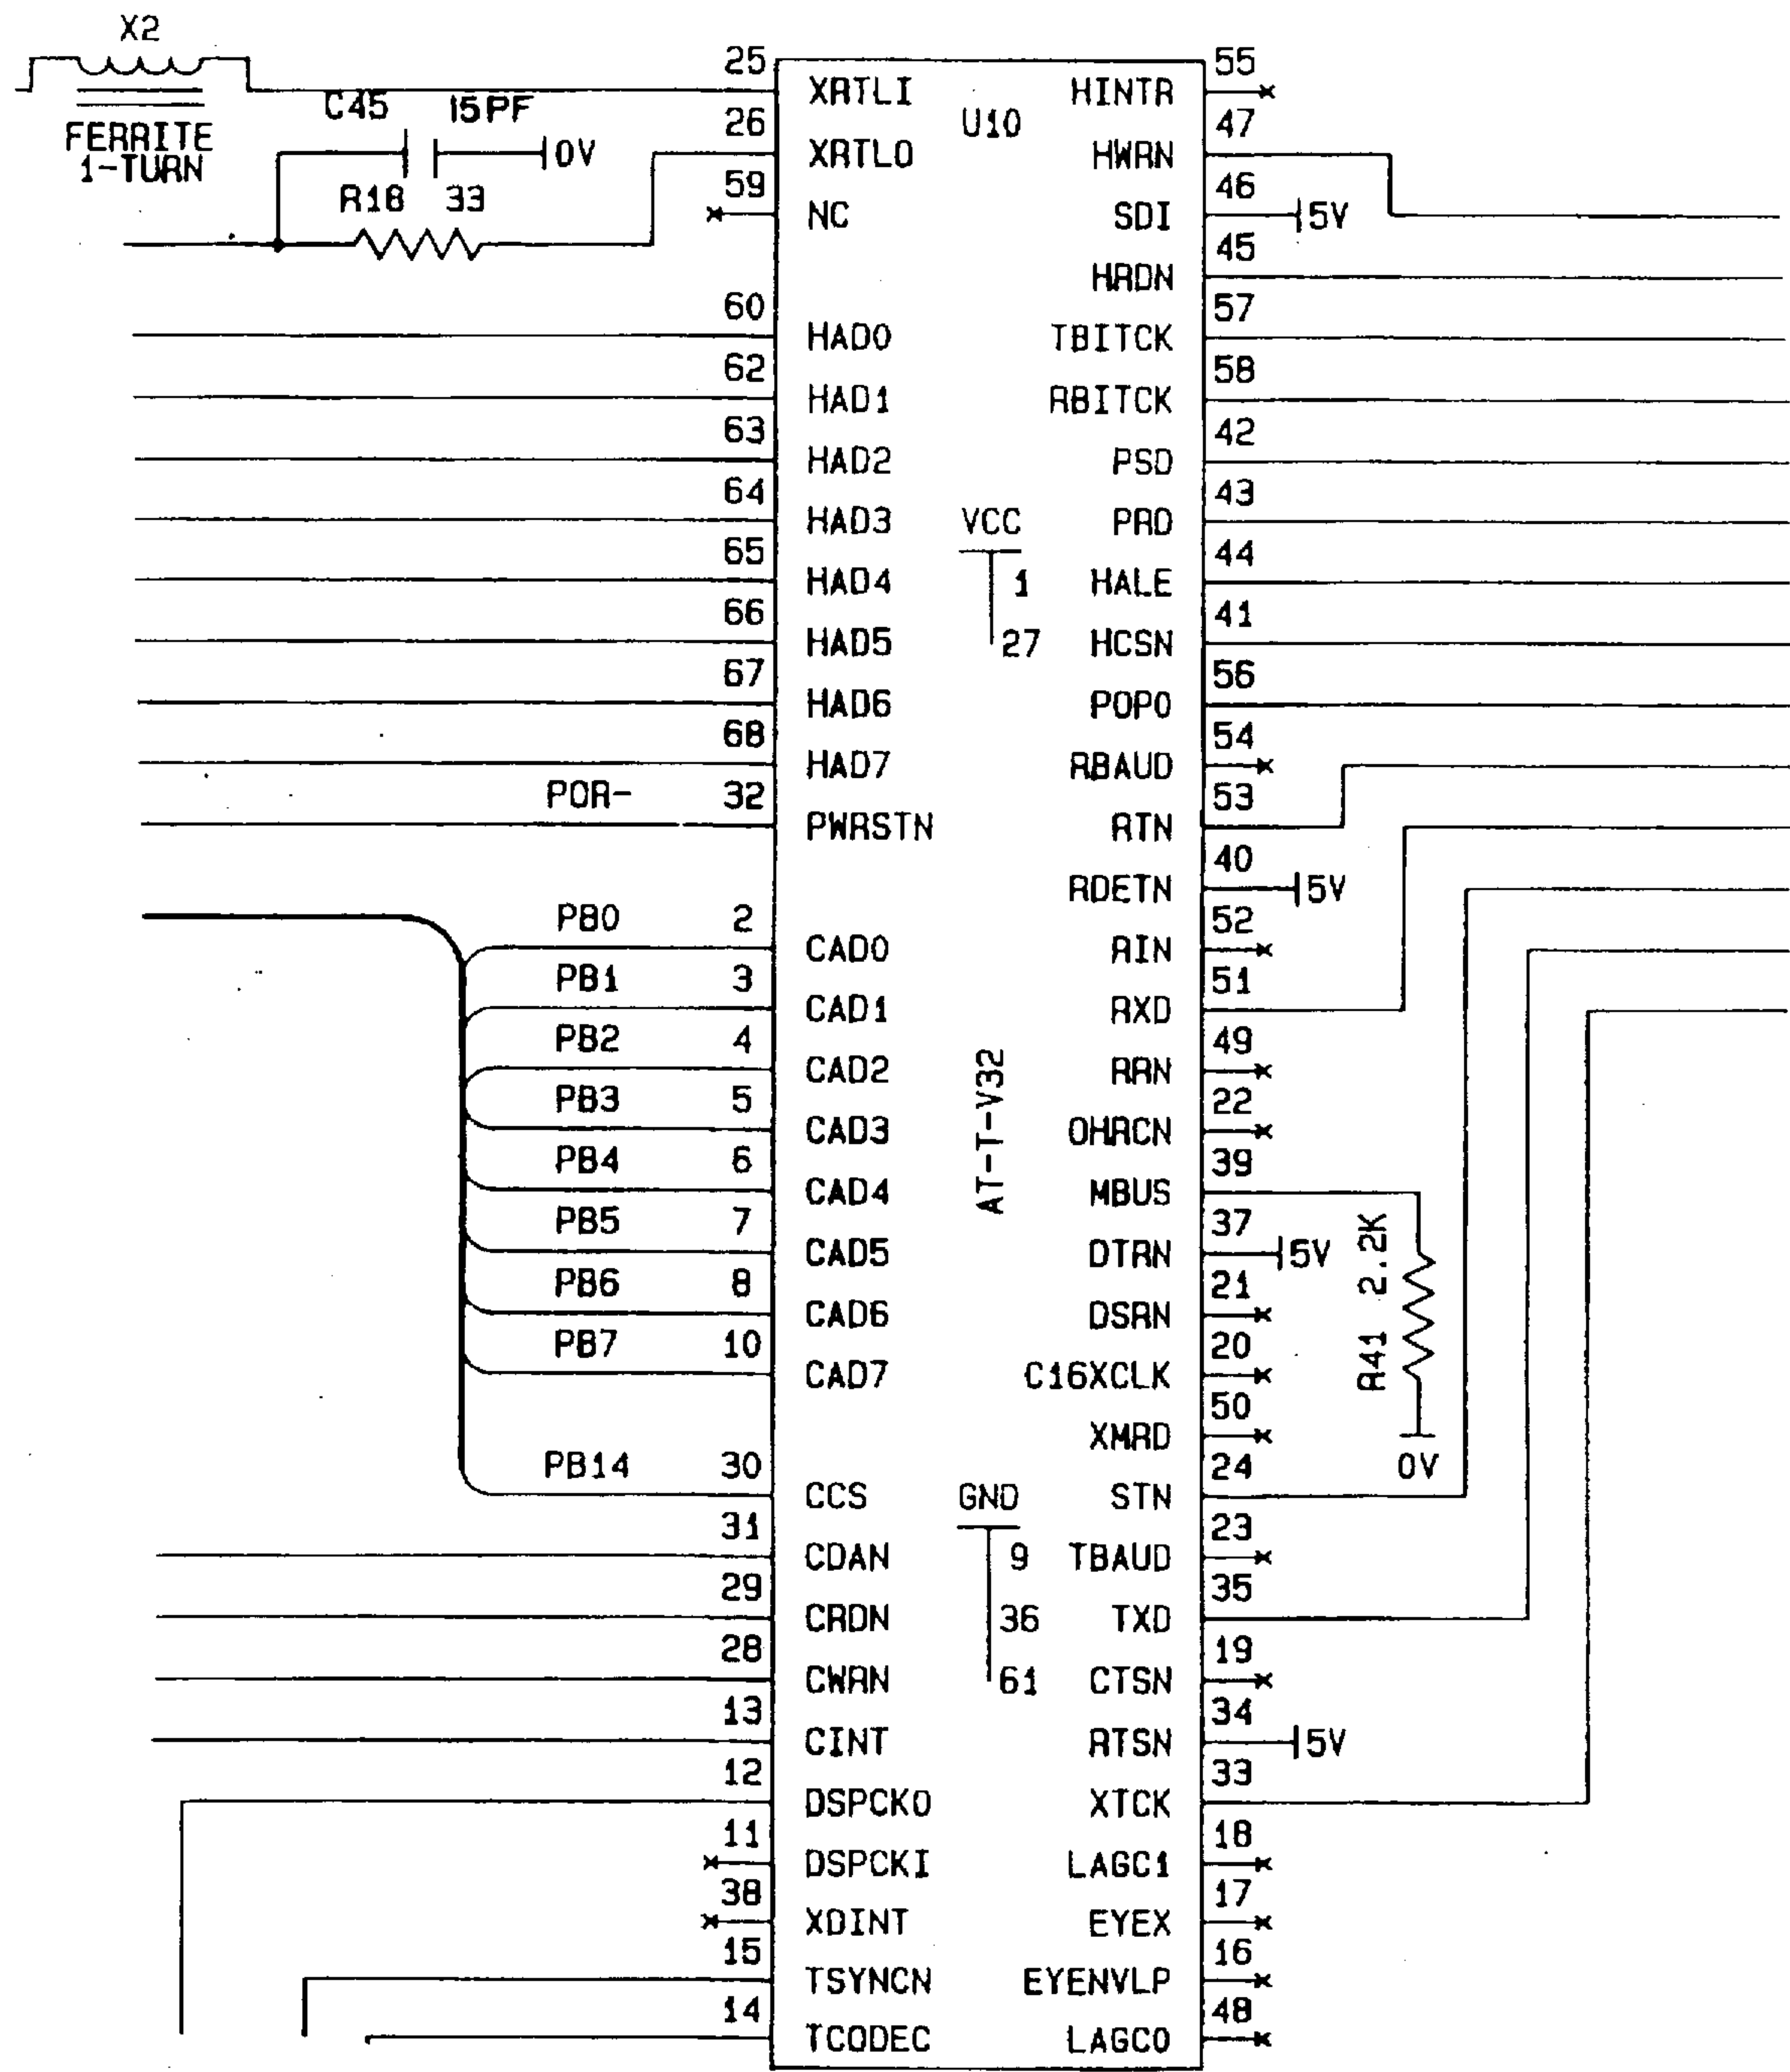 X2
FERRITE
1-TURN
C45 15PF
0V
R18 33
U10
AT-T-V32
VCC
1
27
GND
9
36
61
25 XRTLI
26 XRTLO
59 NC
60 HAD0
62 HAD1
63 HAD2
64 HAD3
65 HAD4
66 HAD5
67 HAD6
68 HAD7
POR- 32 PWRSTN
PB0 2 CAD0
PB1 3 CAD1
PB2 4 CAD2
PB3 5 CAD3
PB4 6 CAD4
PB5 7 CAD5
PB6 8 CAD6
PB7 10 CAD7
PB14 30 CCS
31 CDAN
29 CRDN
28 CWRN
13 CINT
12 DSPCKO
11 DSPCKI
38 XDINT
15 TSYNCN
14 TCODEC
HINTR 55
HWRN 47
SDI 46 5V
HRDN 45
TBITCK 57
RBITCK 58
PSD 42
PRD 43
HALE 44
HCSN 41
POPO 56
RBAUD 54
RTN 53
RDETN 40 5V
RIN 52
RXD 51
RRN 49
OHRCN 22
MBUS 39
DTRN 37 5V
DSRN 21
C16XCLK 20
XMRD 50
STN 24
TBAUD 23
TXD 35
CTSN 19
RTSN 34 5V
XTCK 33
LAGC1 18
EYEX 17
EYENVLP 16
LAGC0 48
R41 2.2K
0V